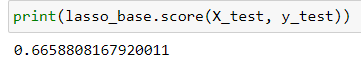 print(lasso_base.score(X_test, y_test))
0.6658808167920011